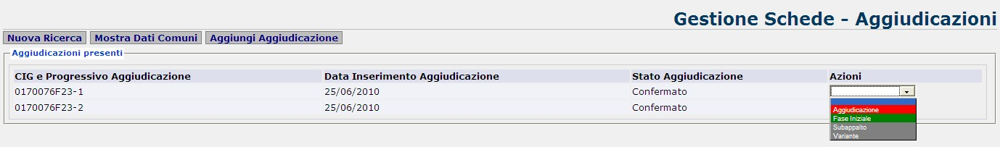 Gestione Schede - Aggiudicazioni
Nuova Ricerca Mostra Dati Comuni Aggiungi Aggiudicazione
Aggiudicazioni presenti
CIG e Progressivo Aggiudicazione Data Inserimento Aggiudicazione Stato Aggiudicazione Azioni
0170076F23-1 25/06/2010 Confermato
0170076F23-2 25/06/2010 Confermato
Aggiudicazione
Fase Iniziale
Subappalto
Variante